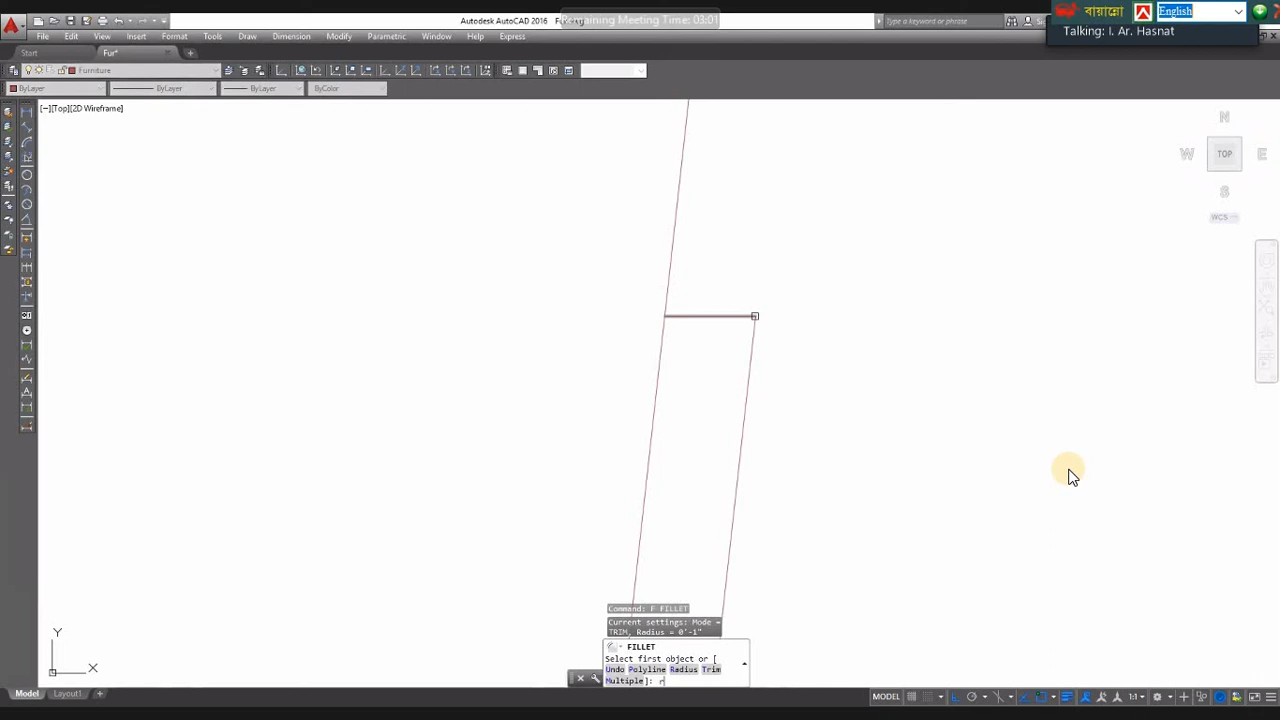 Autodesk AutoCAD 2016
Remaining Meeting Time: 03:01
Type a keyword or phrase
বায়ান্নো
English
Talking: I. Ar. Hasnat
File Edit View Insert Format Tools Draw Dimension Modify Parametric Window Help Express
Start Fur*
Furniture
ByLayer ByLayer ByLayer ByColor
[−][Top][2D Wireframe]
N
W TOP E
S
WCS
Command: F FILLET
Current settings: Mode =
TRIM, Radius = 0'-1"
FILLET
Select first object or [
Undo Polyline Radius Trim
Multiple]: r
Y
X
Model Layout1 +
MODEL 1:1